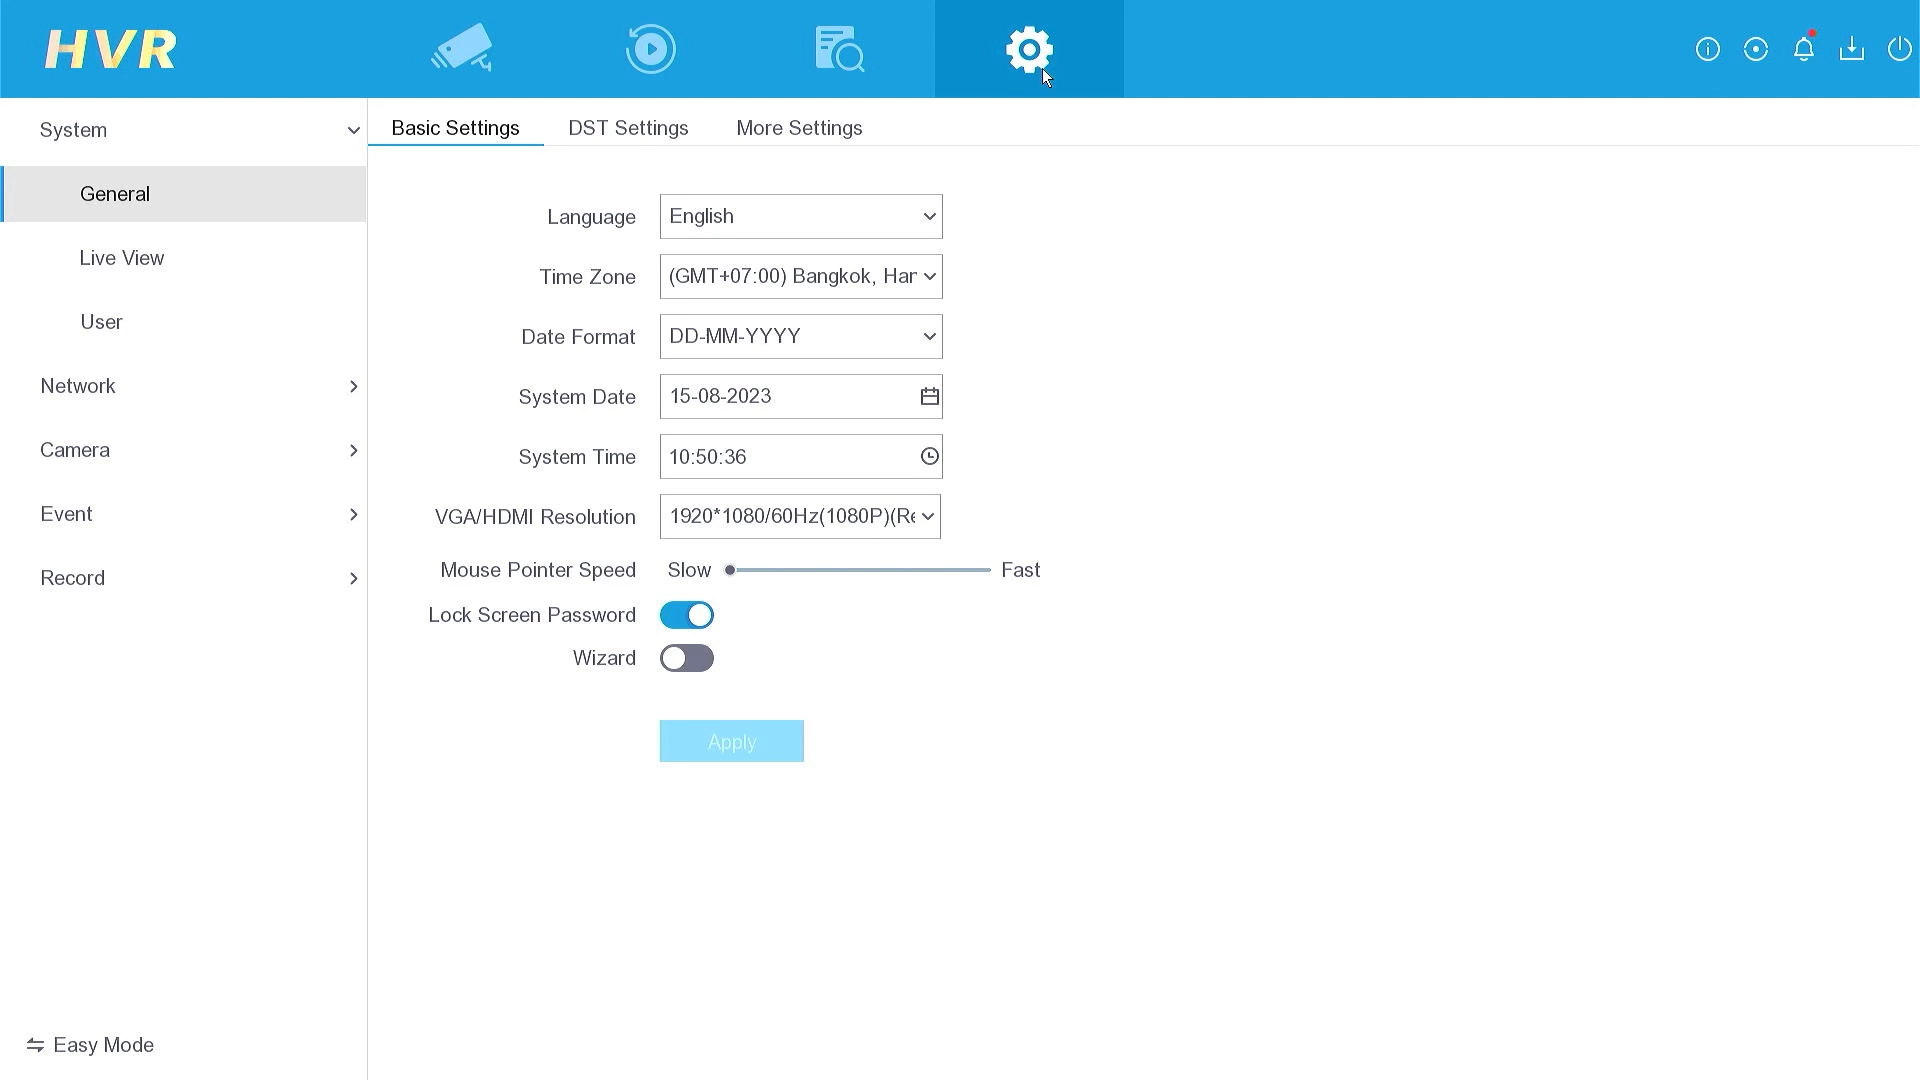 HVR
System
General
Live View
User
Network
Camera
Event
Record
Easy Mode
Basic Settings
DST Settings
More Settings
Language English
Time Zone (GMT+07:00) Bangkok, Har
Date Format DD-MM-YYYY
System Date 15-08-2023
System Time 10:50:36
VGA/HDMI Resolution 1920*1080/60Hz(1080P)(Re
Mouse Pointer Speed Slow Fast
Lock Screen Password
Wizard
Apply